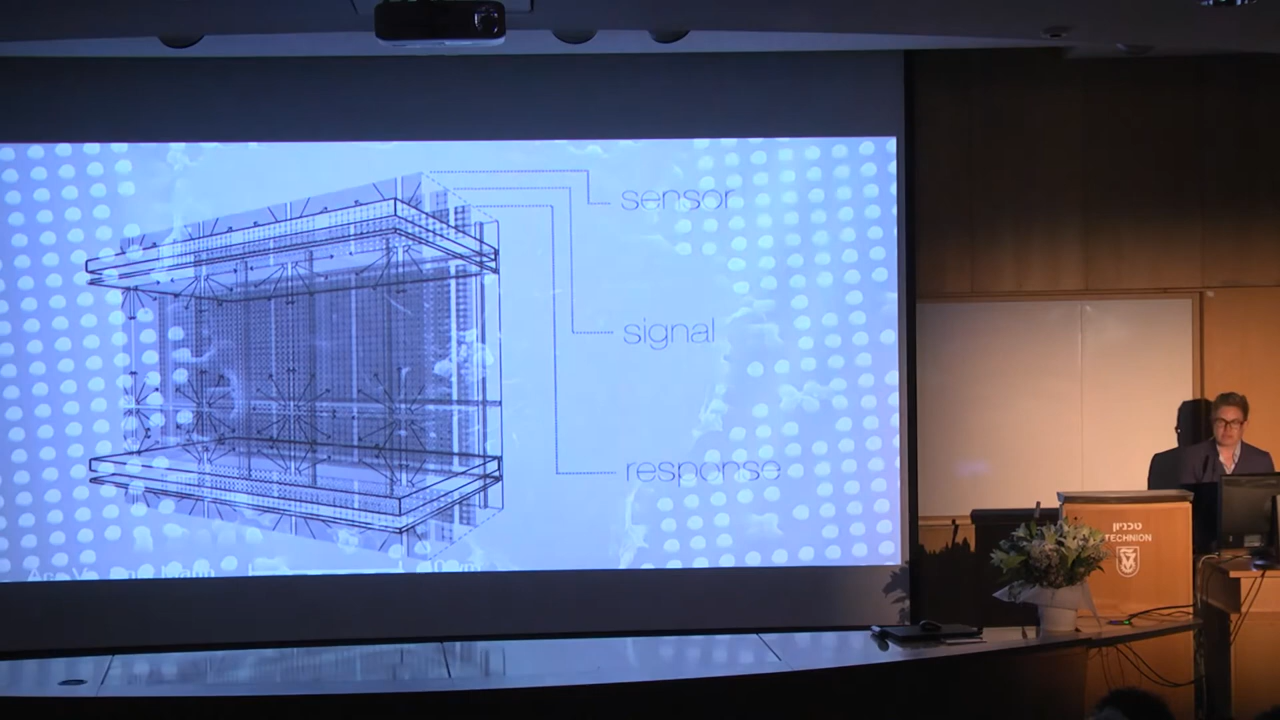 sensor
signal
response
טכניון
TECHNION